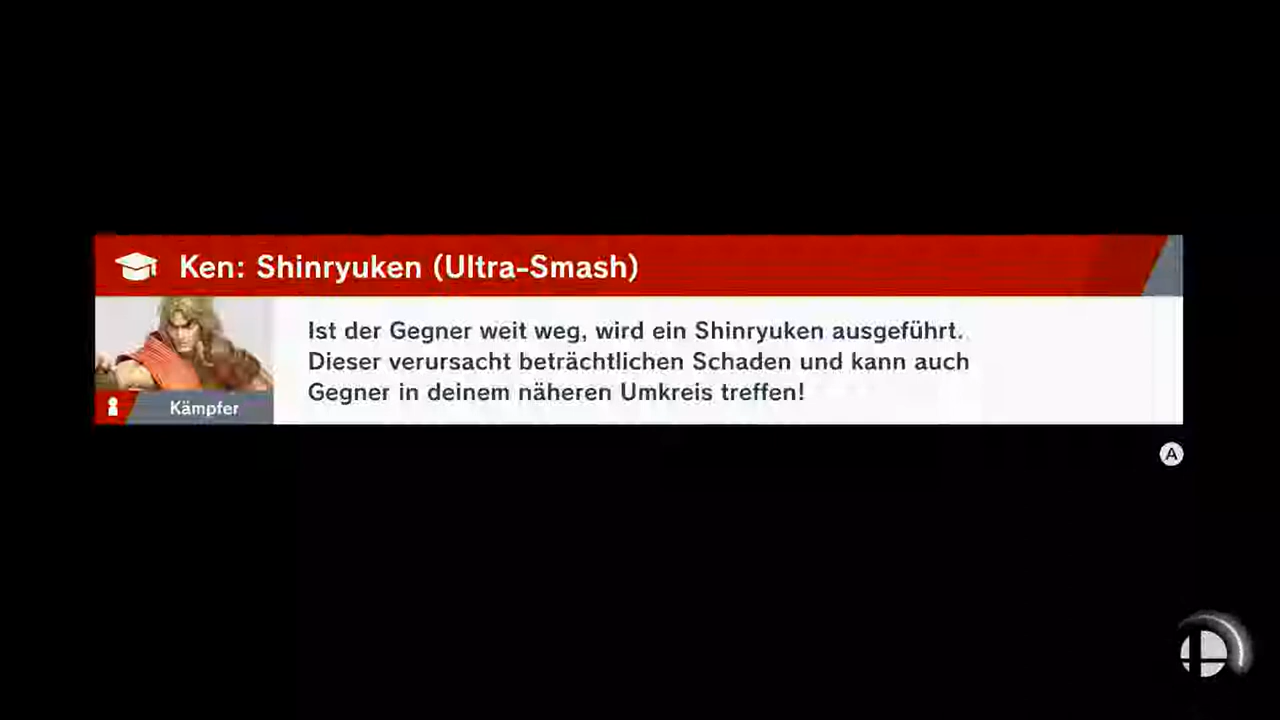 Ken: Shinryuken (Ultra-Smash)
Ist der Gegner weit weg, wird ein Shinryuken ausgeführt.
Dieser verursacht beträchtlichen Schaden und kann auch
Gegner in deinem näheren Umkreis treffen!
Kämpfer
A